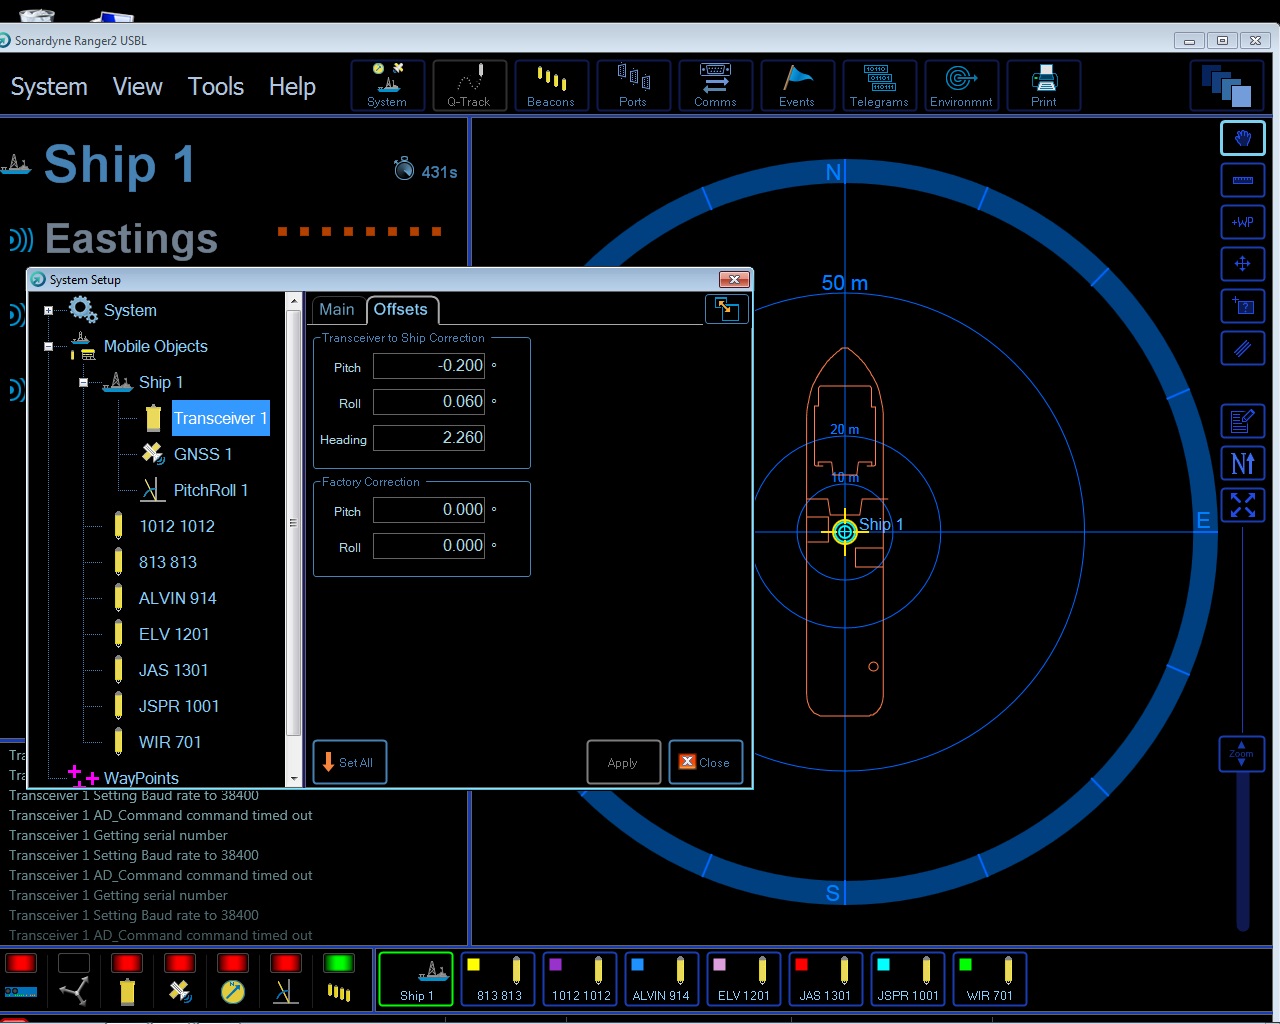 Sonardyne Ranger2 USBL
System View Tools Help
System Q-Track Beacons Ports Comms Events Telegrams Environmnt Print
Ship 1
431s
Eastings
System Setup
System
Mobile Objects
Ship 1
Transceiver 1
GNSS 1
PitchRoll 1
1012 1012
813 813
ALVIN 914
ELV 1201
JAS 1301
JSPR 1001
WIR 701
WayPoints
Main Offsets
Transceiver to Ship Correction
Pitch -0.200 °
Roll 0.060 °
Heading 2.260
Factory Correction
Pitch 0.000 °
Roll 0.000 °
Set All
Apply
Close
N
50 m
20 m
10 m
Ship 1
E
S
+WP
?
N
Zoom
Transceiver 1 Setting Baud rate to 38400
Transceiver 1 AD_Command command timed out
Transceiver 1 Getting serial number
Transceiver 1 Setting Baud rate to 38400
Transceiver 1 AD_Command command timed out
Transceiver 1 Getting serial number
Transceiver 1 Setting Baud rate to 38400
Transceiver 1 AD_Command command timed out
Ship 1 813 813 1012 1012 ALVIN 914 ELV 1201 JAS 1301 JSPR 1001 WIR 701